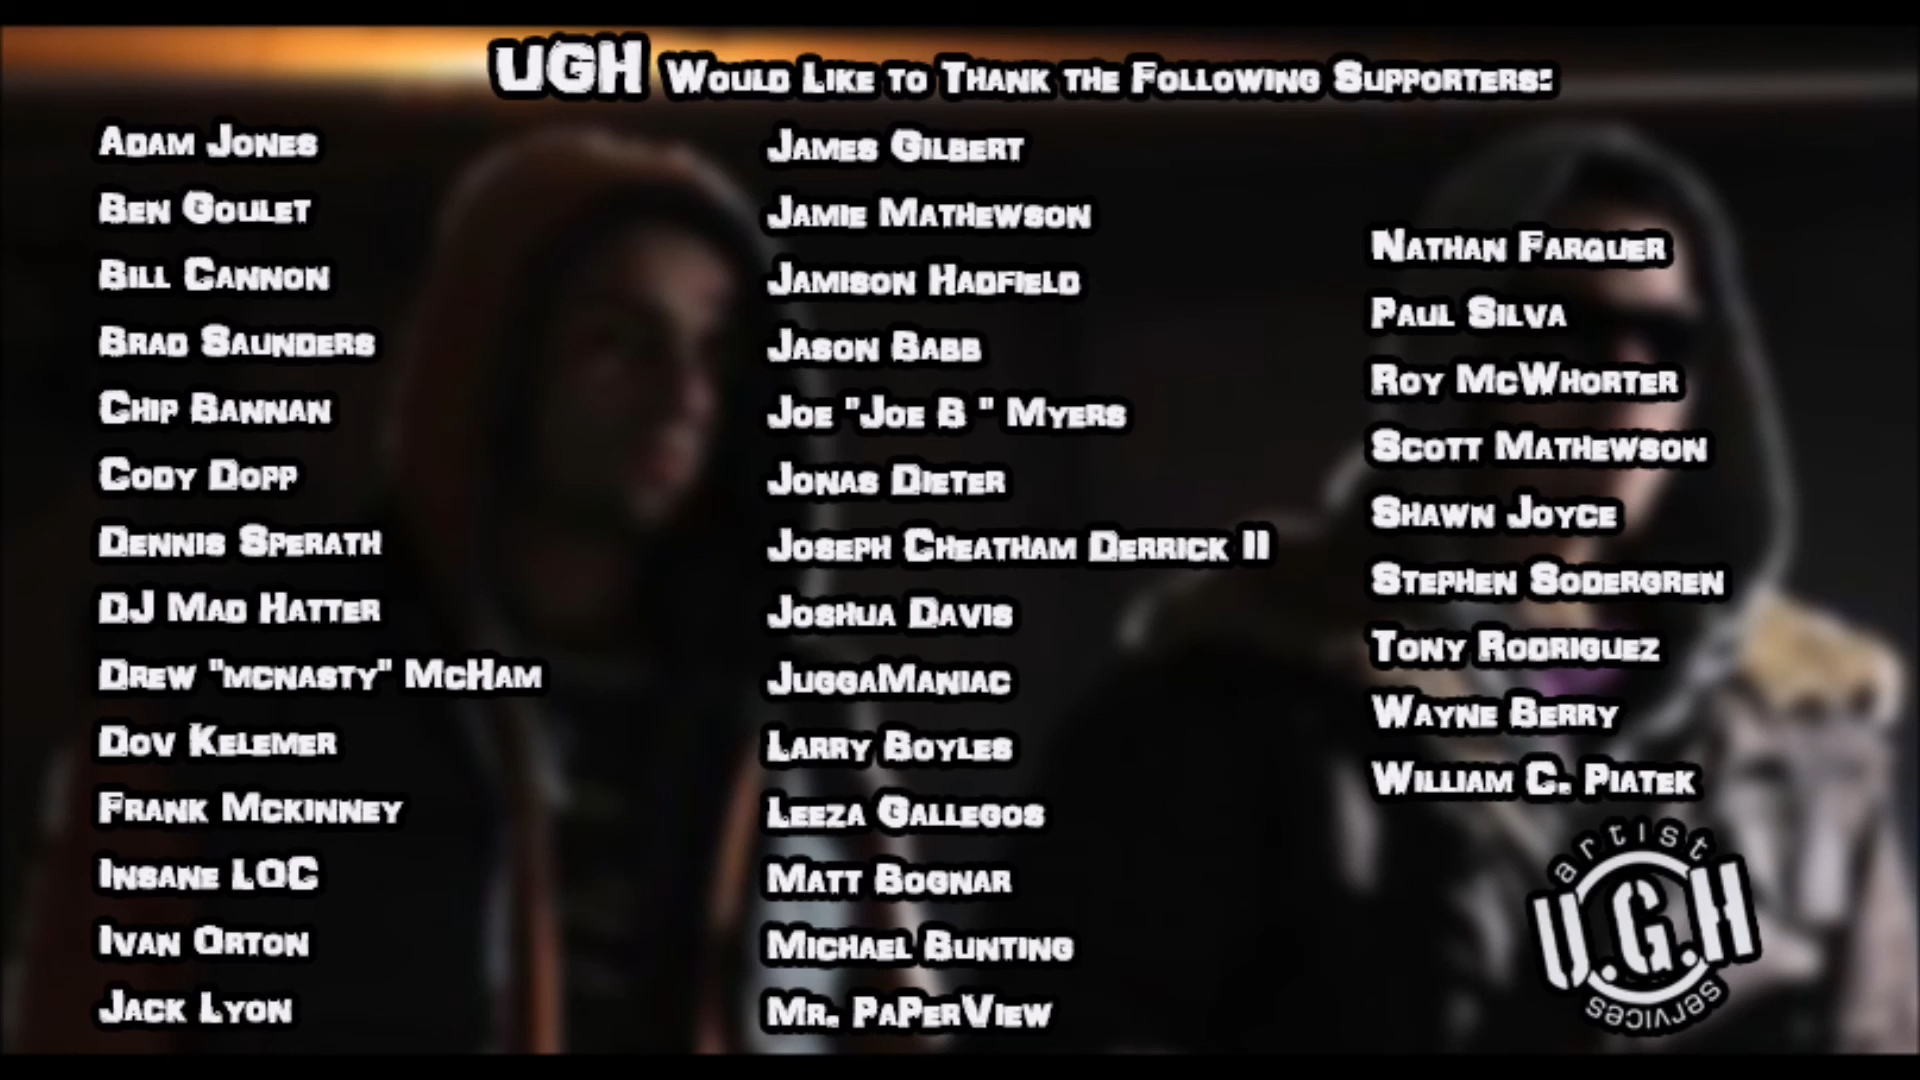 UGH Would Like to Thank the Following Supporters:
Adam Jones
Ben Goulet
Bill Cannon
Brad Saunders
Chip Bannan
Cody Dopp
Dennis Sperath
DJ Mad Hatter
Drew "mcnasty" McHam
Dov Kelemer
Frank Mckinney
Insane LOC
Ivan Orton
Jack Lyon
James Gilbert
Jamie Mathewson
Jamison Hadfield
Jason Babb
Joe "Joe B " Myers
Jonas Dieter
Joseph Cheatham Derrick II
Joshua Davis
JuggaManiac
Larry Boyles
Leeza Gallegos
Matt Bognar
Michael Bunting
Mr. PaPerView
Nathan Farquer
Paul Silva
Roy McWhorter
Scott Mathewson
Shawn Joyce
Stephen Sodergren
Tony Rodriguez
Wayne Berry
William C. Piatek
artist
U.G.H
services